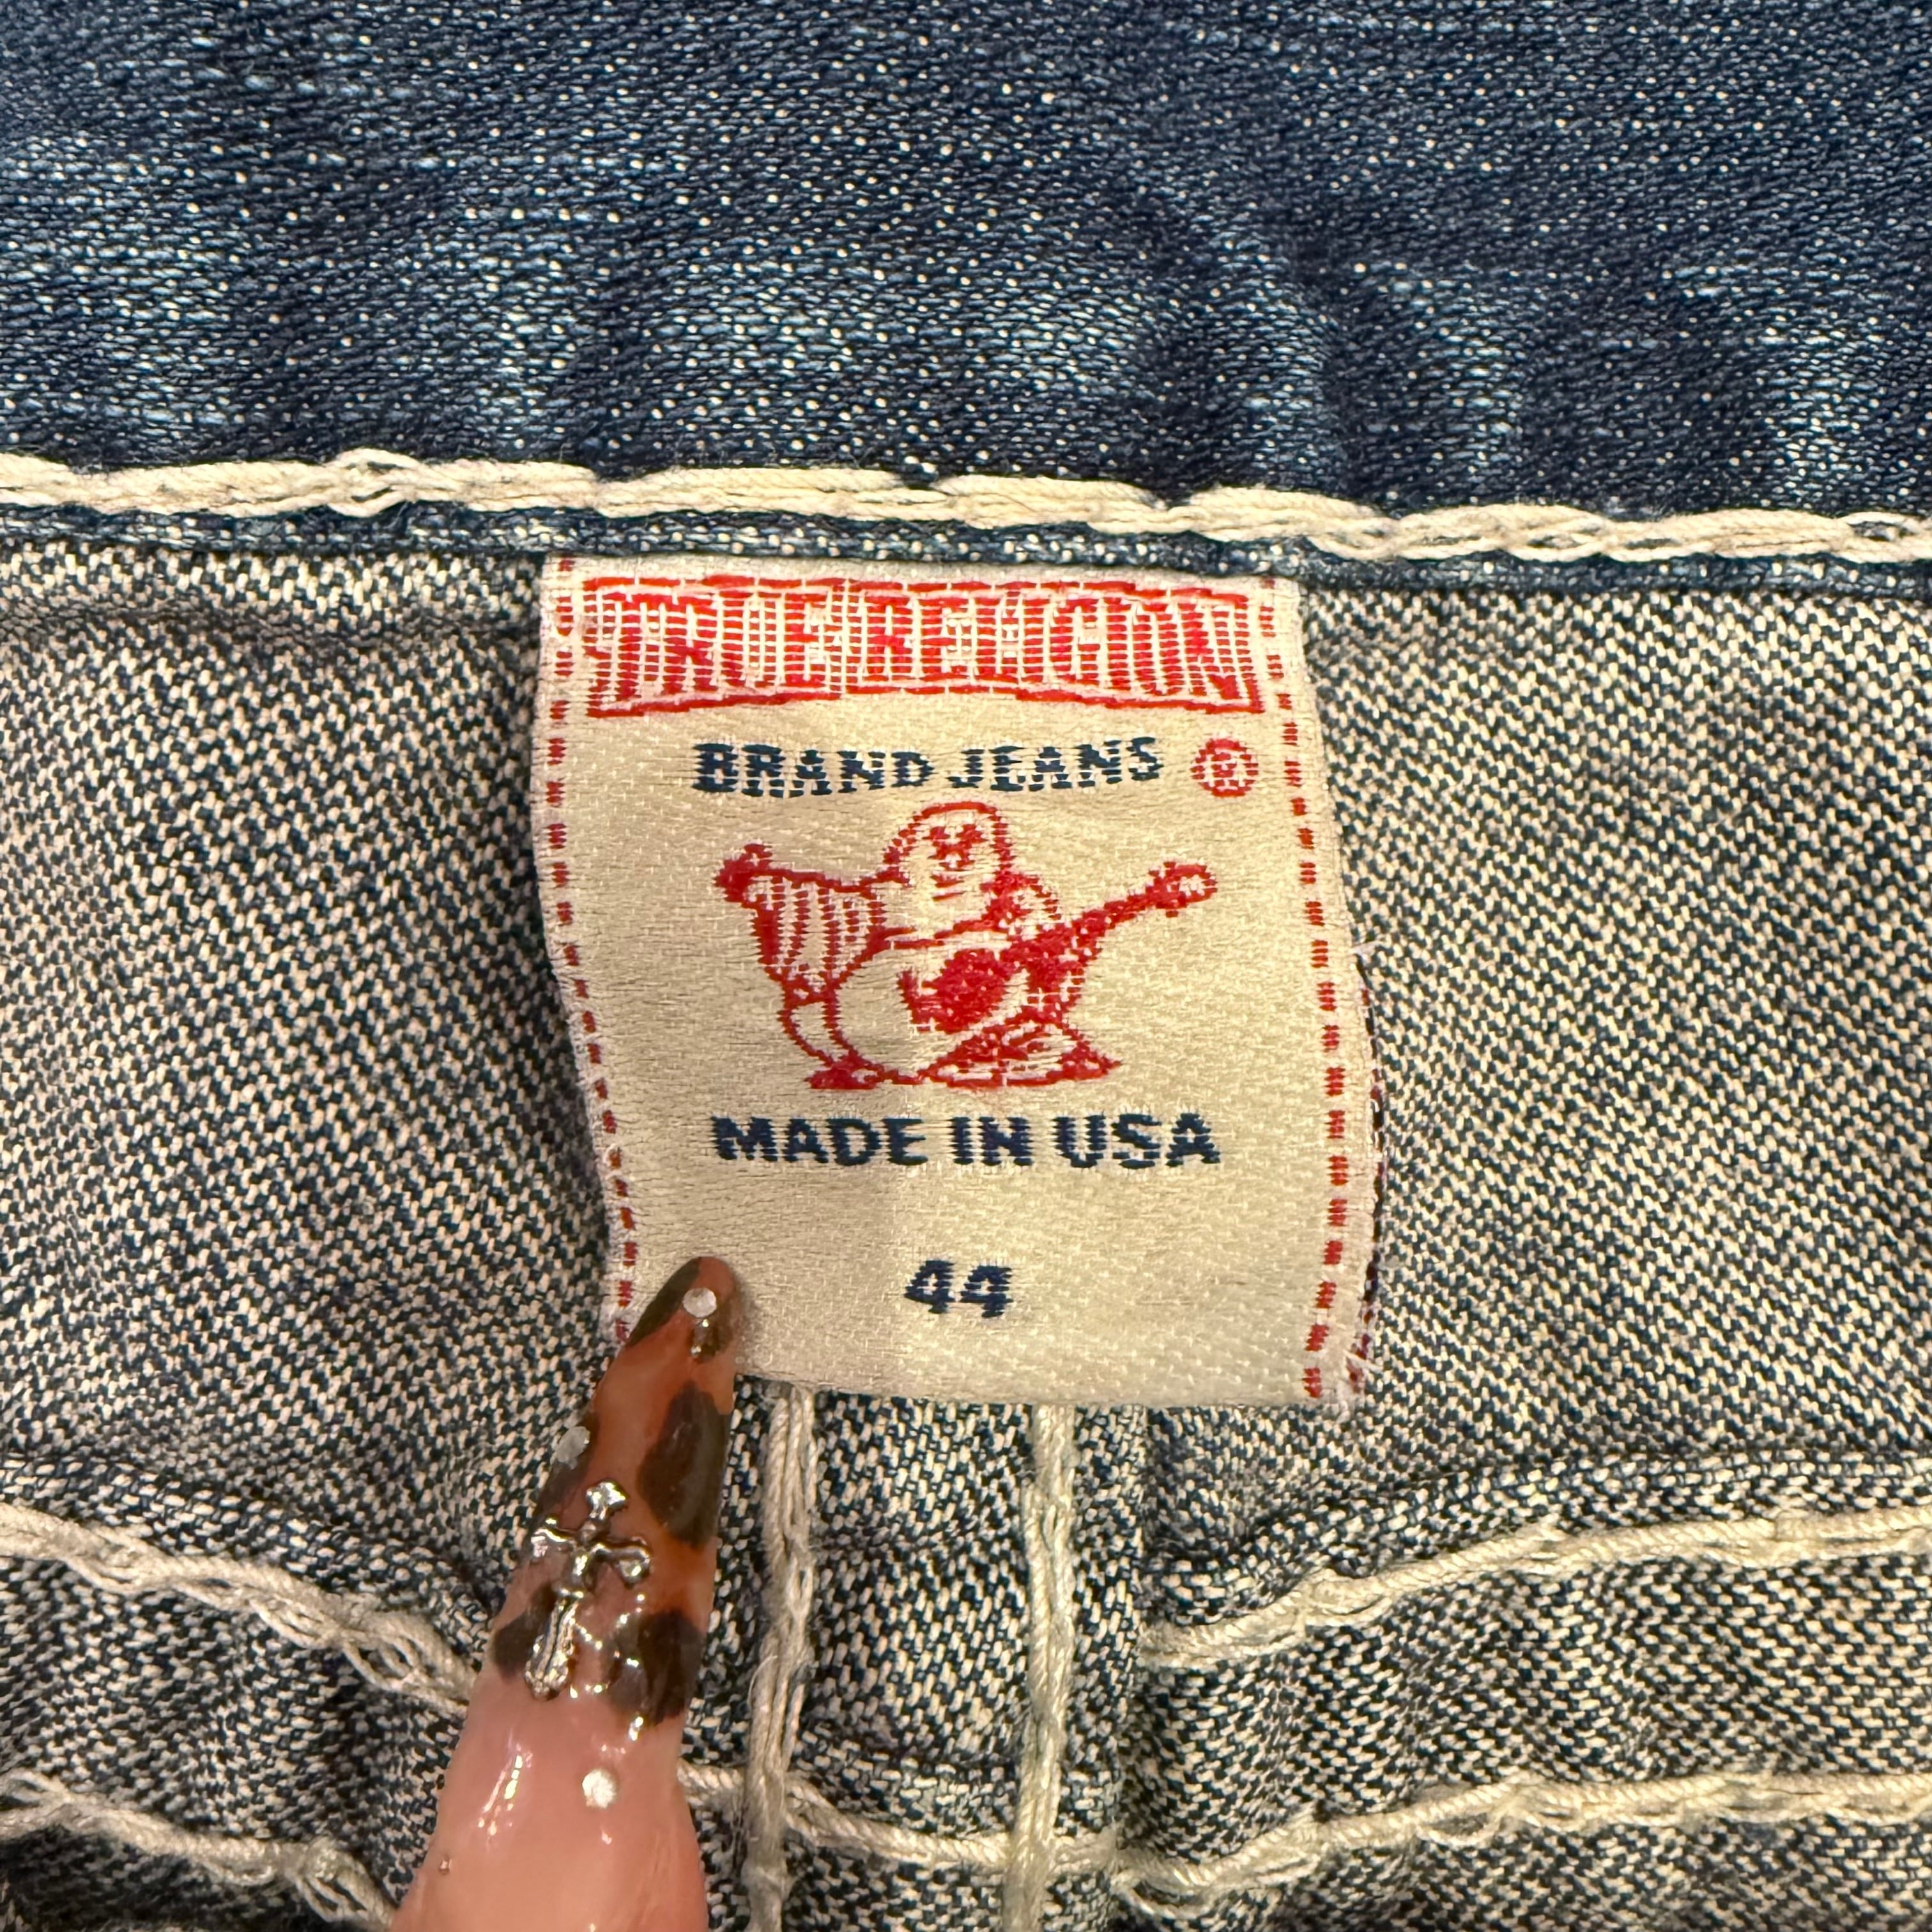 TRUE RELIGION
BRAND JEANS ®
MADE IN USA
44